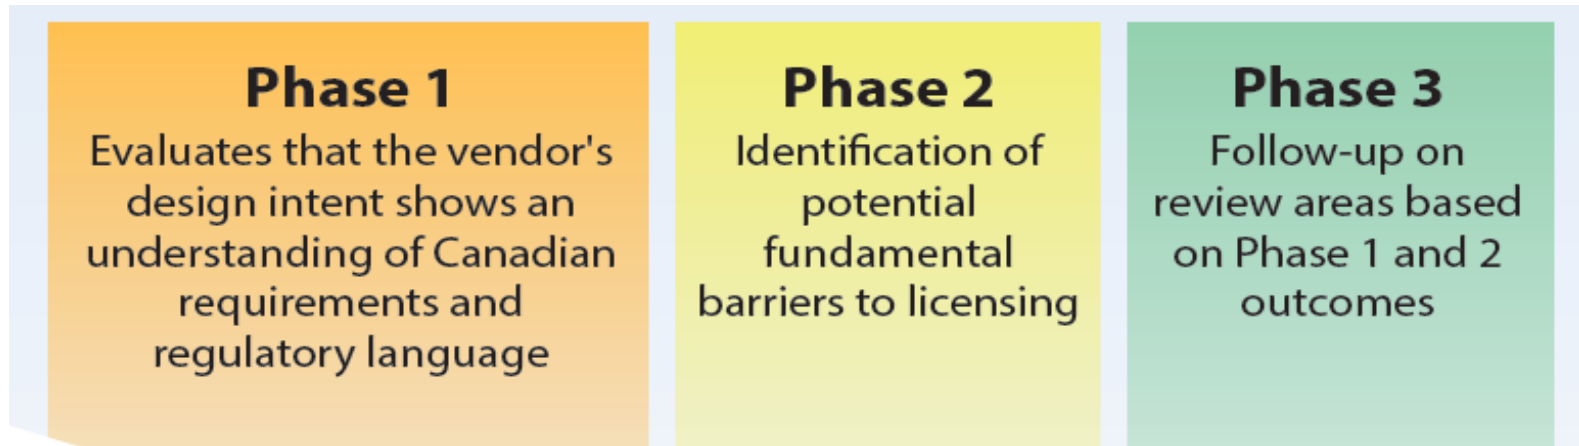 Phase 1
Evaluates that the vendor's
design intent shows an
understanding of Canadian
requirements and
regulatory language
Phase 2
Identification of
potential
fundamental
barriers to licensing
Phase 3
Follow-up on
review areas based
on Phase 1 and 2
outcomes